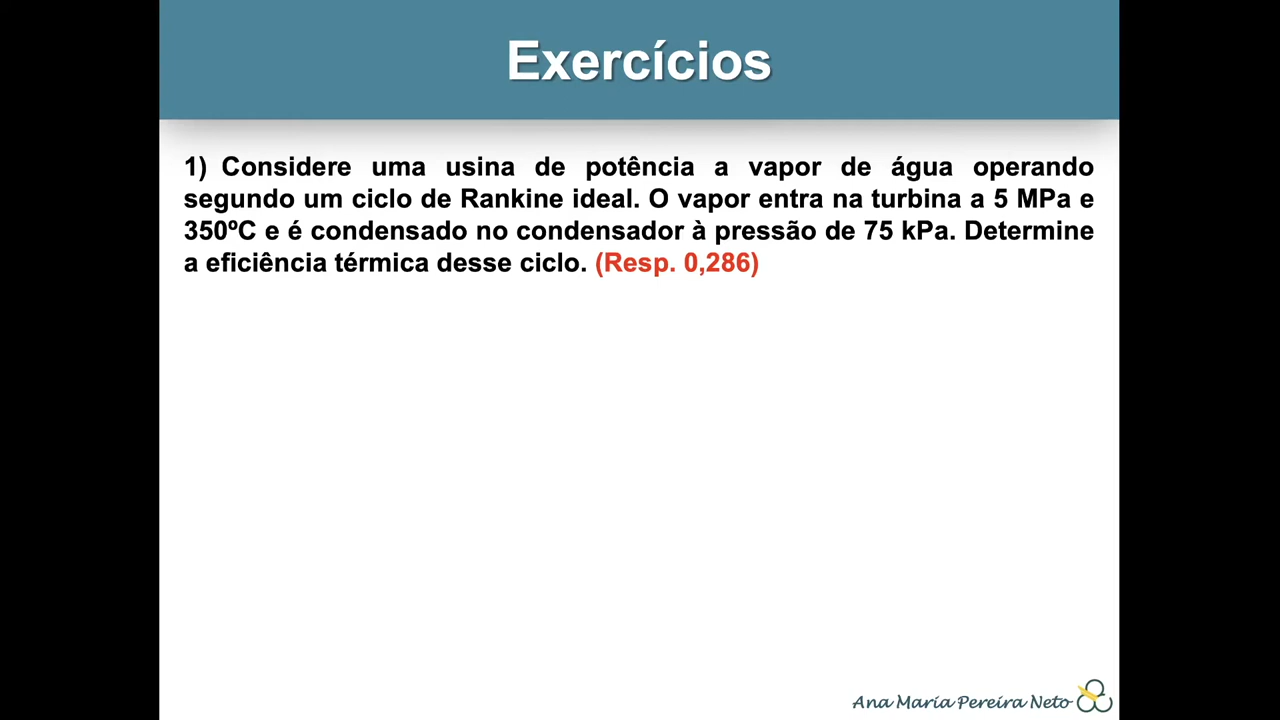 Exercícios
1) Considere uma usina de potência a vapor de água operando
segundo um ciclo de Rankine ideal. O vapor entra na turbina a 5 MPa e
350ºC e é condensado no condensador à pressão de 75 kPa. Determine
a eficiência térmica desse ciclo. (Resp. 0,286)
Ana Maria Pereira Neto